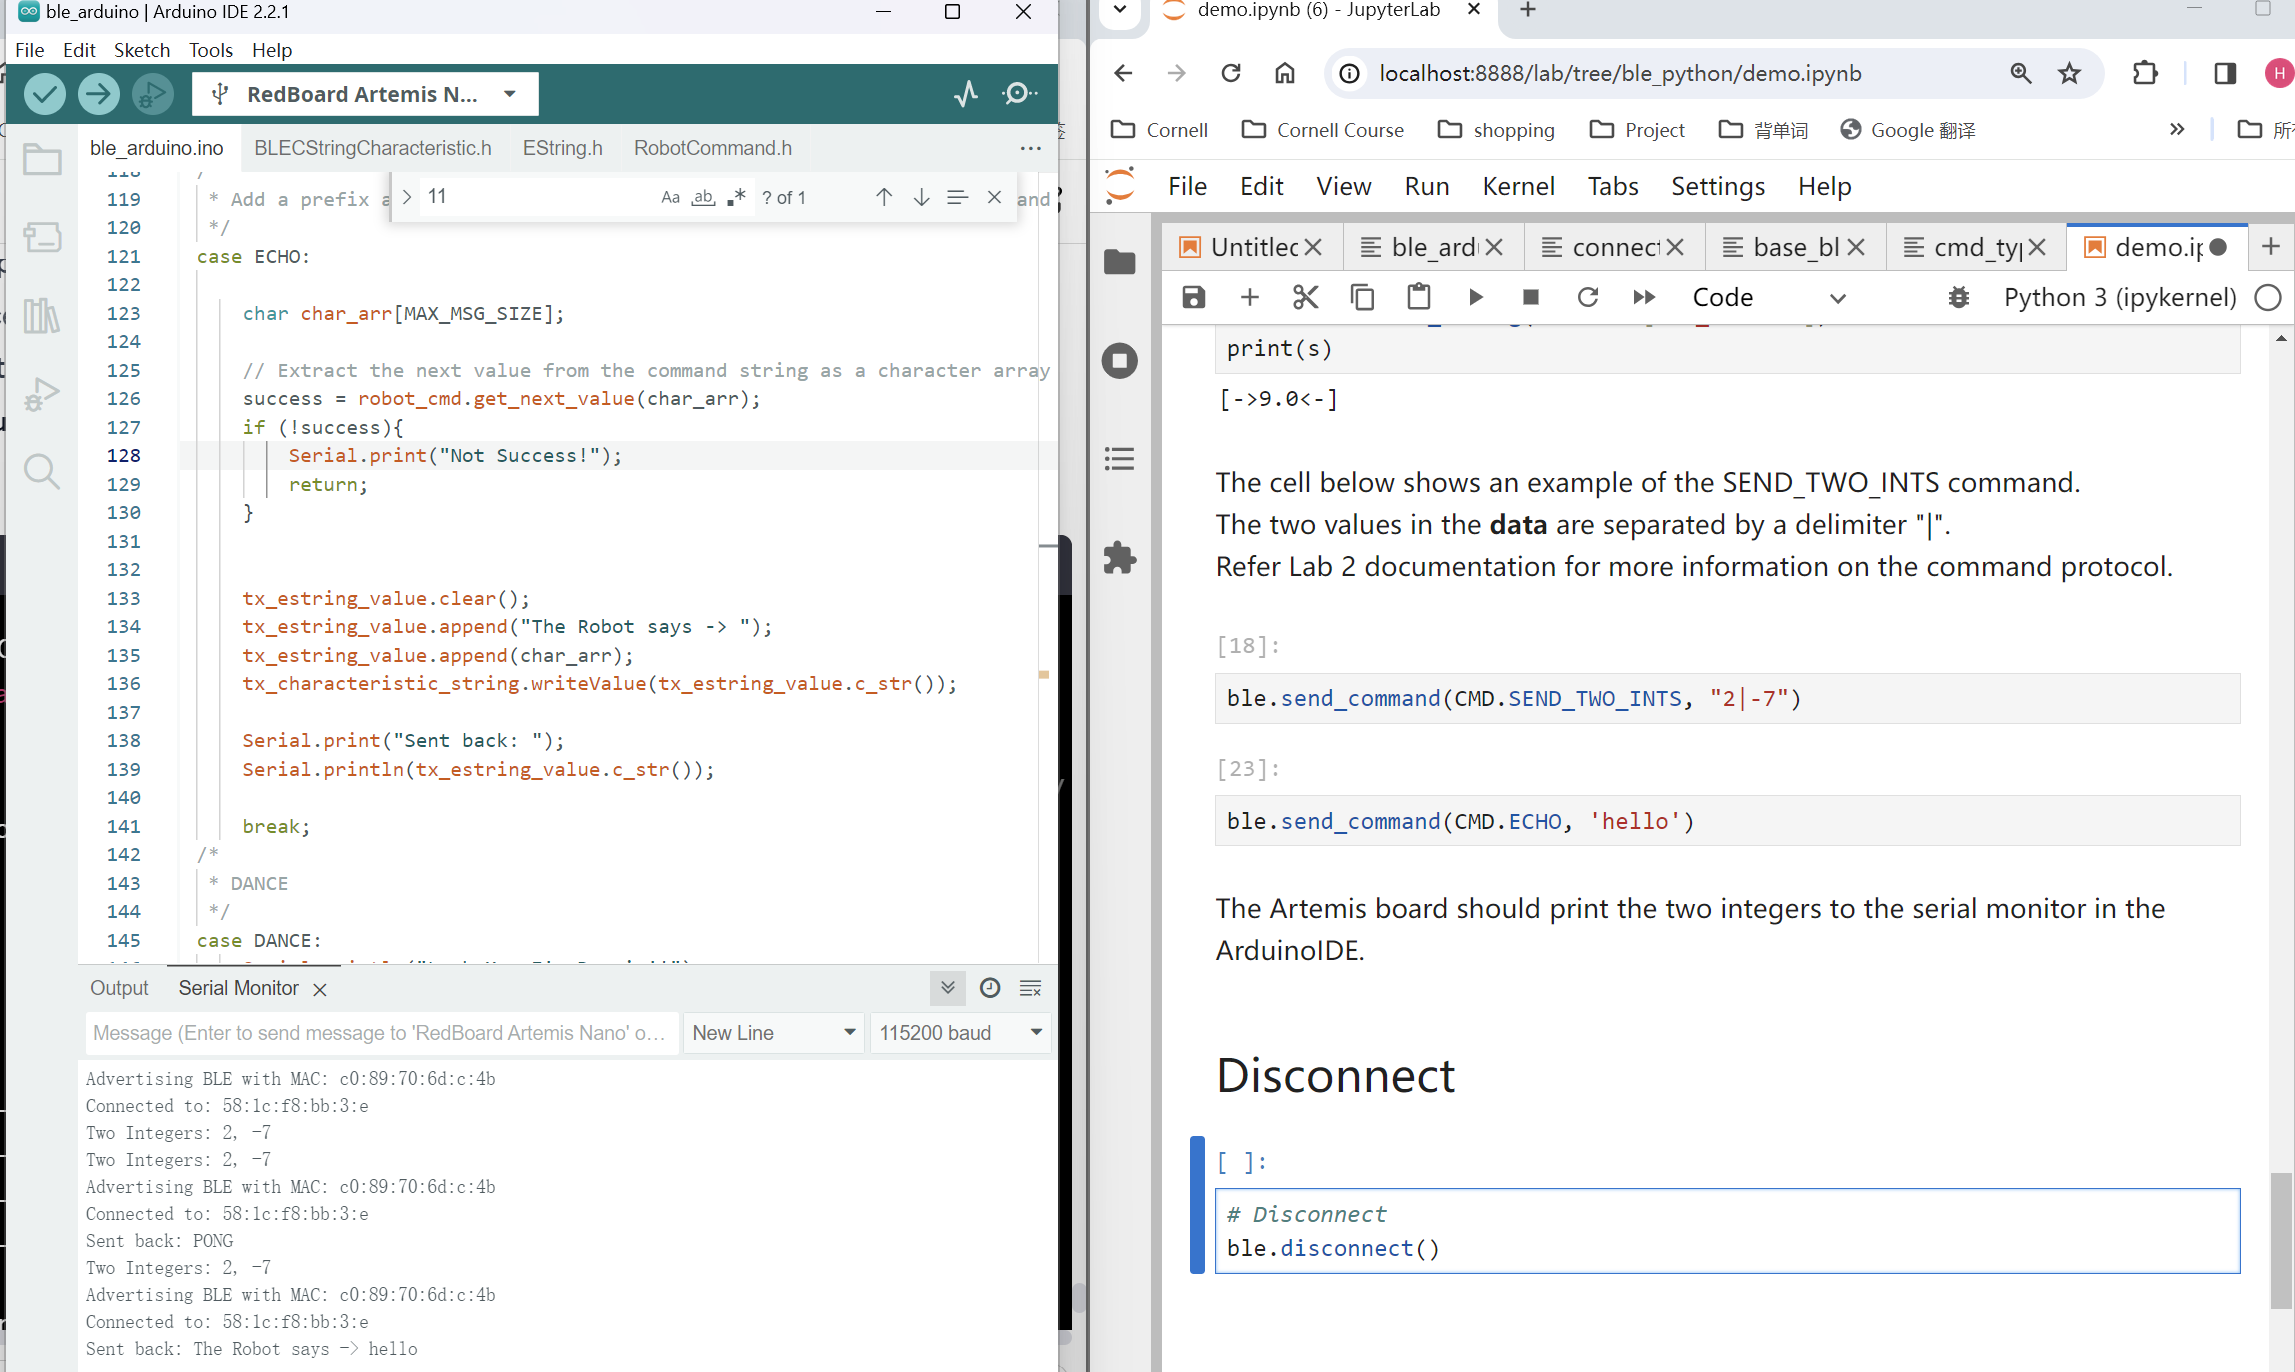 ble_arduino | Arduino IDE 2.2.1
File Edit Sketch Tools Help
RedBoard Artemis N...
ble_arduino.ino BLECStringCharacteristic.h EString.h RobotCommand.h ...
11 Aa ab .* ? of 1
119 * Add a prefix a
and
120 */
121 case ECHO:
122
123 char char_arr[MAX_MSG_SIZE];
124
125 // Extract the next value from the command string as a character array
126 success = robot_cmd.get_next_value(char_arr);
127 if (!success){
128 Serial.print("Not Success!");
129 return;
130 }
131
132
133 tx_estring_value.clear();
134 tx_estring_value.append("The Robot says -> ");
135 tx_estring_value.append(char_arr);
136 tx_characteristic_string.writeValue(tx_estring_value.c_str());
137
138 Serial.print("Sent back: ");
139 Serial.println(tx_estring_value.c_str());
140
141 break;
142 /*
143 * DANCE
144 */
145 case DANCE:
Output Serial Monitor
Message (Enter to send message to 'RedBoard Artemis Nano' o...
New Line
115200 baud
Advertising BLE with MAC: c0:89:70:6d:c:4b
Connected to: 58:1c:f8:bb:3:e
Two Integers: 2, -7
Two Integers: 2, -7
Advertising BLE with MAC: c0:89:70:6d:c:4b
Connected to: 58:1c:f8:bb:3:e
Sent back: PONG
Two Integers: 2, -7
Advertising BLE with MAC: c0:89:70:6d:c:4b
Connected to: 58:1c:f8:bb:3:e
Sent back: The Robot says -> hello
demo.ipynb (6) - JupyterLab
localhost:8888/lab/tree/ble_python/demo.ipynb
H
Cornell Cornell Course shopping Project 背单词 Google 翻译 » 所
File Edit View Run Kernel Tabs Settings Help
Untitled ble_ard connect base_bl cmd_typ demo.ip
Code
Python 3 (ipykernel)
print(s)
[->9.0<-]
The cell below shows an example of the SEND_TWO_INTS command.
The two values in the data are separated by a delimiter "|".
Refer Lab 2 documentation for more information on the command protocol.
[18]:
ble.send_command(CMD.SEND_TWO_INTS, "2|-7")
[23]:
ble.send_command(CMD.ECHO, 'hello')
The Artemis board should print the two integers to the serial monitor in the
ArduinoIDE.
Disconnect
[ ]:
# Disconnect
ble.disconnect()